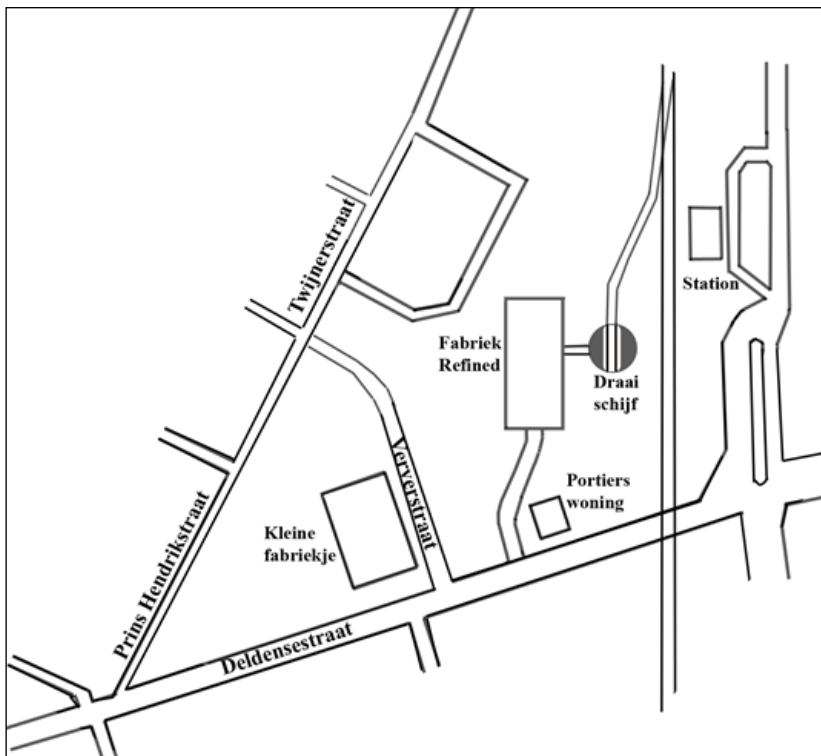 Twijnerstraat
Station
Fabriek
Refined
Draai
schijf
Ververstraat
Portiers
woning
Kleine
fabriekje
Prins Hendrikstraat
Deldensestraat